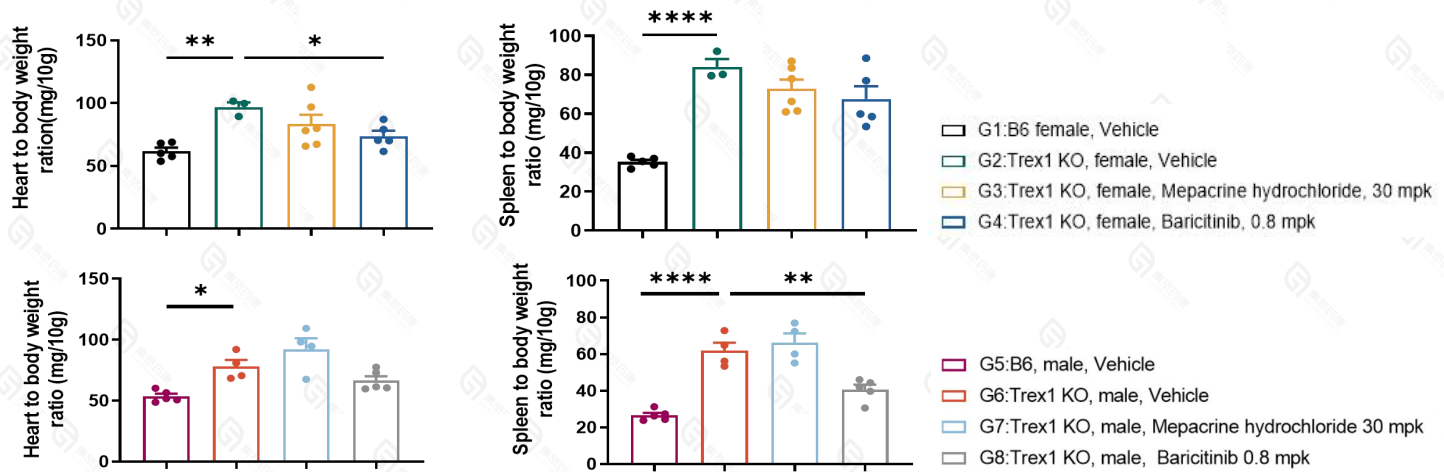 Heart to body weight
ration(mg/10g)
150
100
50
0
**
*
Spleen to body weight
ratio (mg/10g)
100
80
60
40
20
0
****
G1:B6 female, Vehicle
G2:Trex1 KO, female, Vehicle
G3:Trex1 KO, female, Mepacrine hydrochloride, 30 mpk
G4:Trex1 KO, female, Baricitinib, 0.8 mpk
Heart to body weight
ratio (mg/10g)
150
100
50
0
*
Spleen to body weight
ratio (mg/10g)
100
80
60
40
20
0
****
**
G5:B6, male, Vehicle
G6:Trex1 KO, male, Vehicle
G7:Trex1 KO, male, Mepacrine hydrochloride 30 mpk
G8:Trex1 KO, male, Baricitinib 0.8 mpk